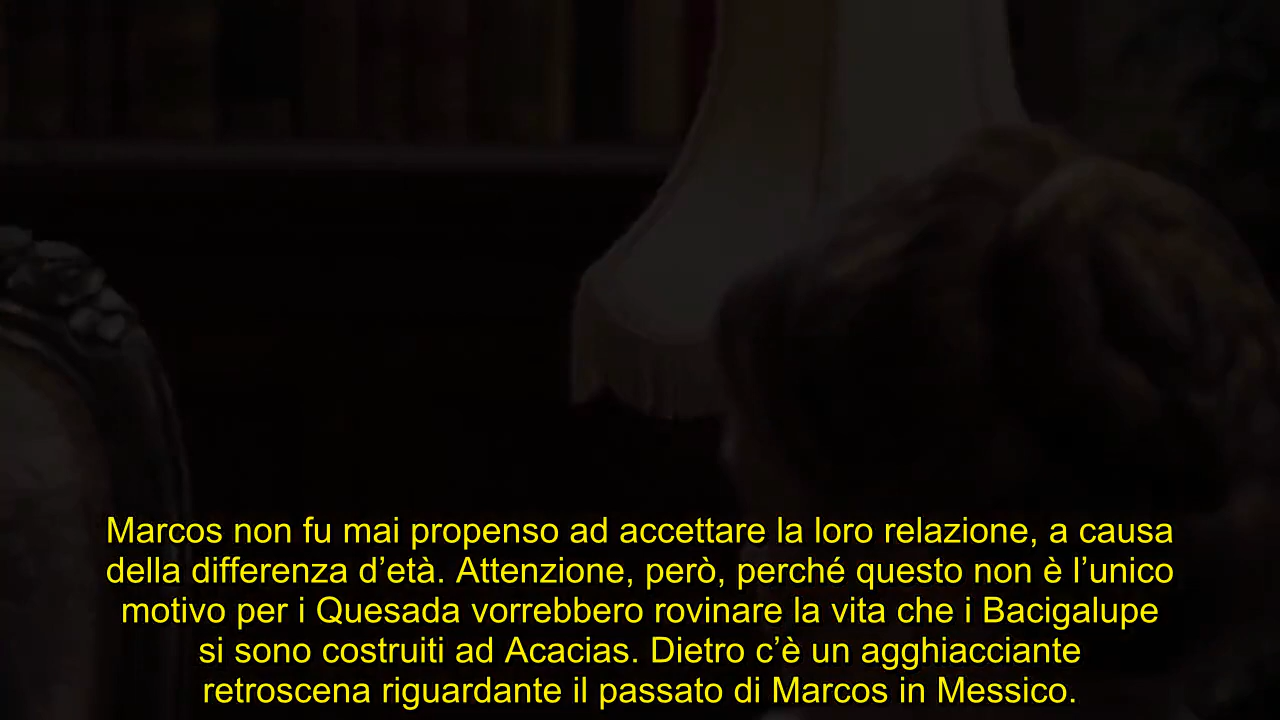 Marcos non fu mai propenso ad accettare la loro relazione, a causa
della differenza d’età. Attenzione, però, perché questo non è l’unico
motivo per i Quesada vorrebbero rovinare la vita che i Bacigalupe
si sono costruiti ad Acacias. Dietro c’è un agghiacciante
retroscena riguardante il passato di Marcos in Messico.